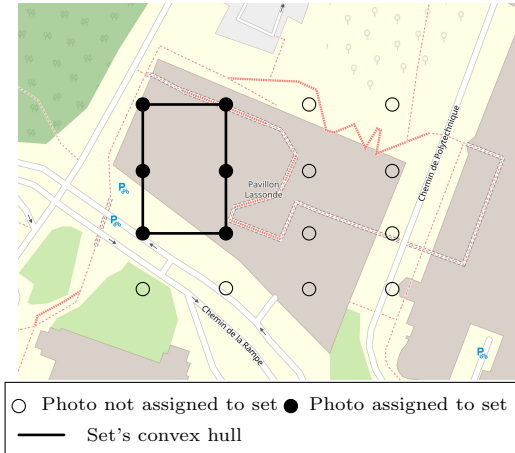 Chemin de Polytechnique
Pavillon
Lassonde
P
P
Chemin de la Rampe
P
Photo not assigned to set
Photo assigned to set
Set's convex hull